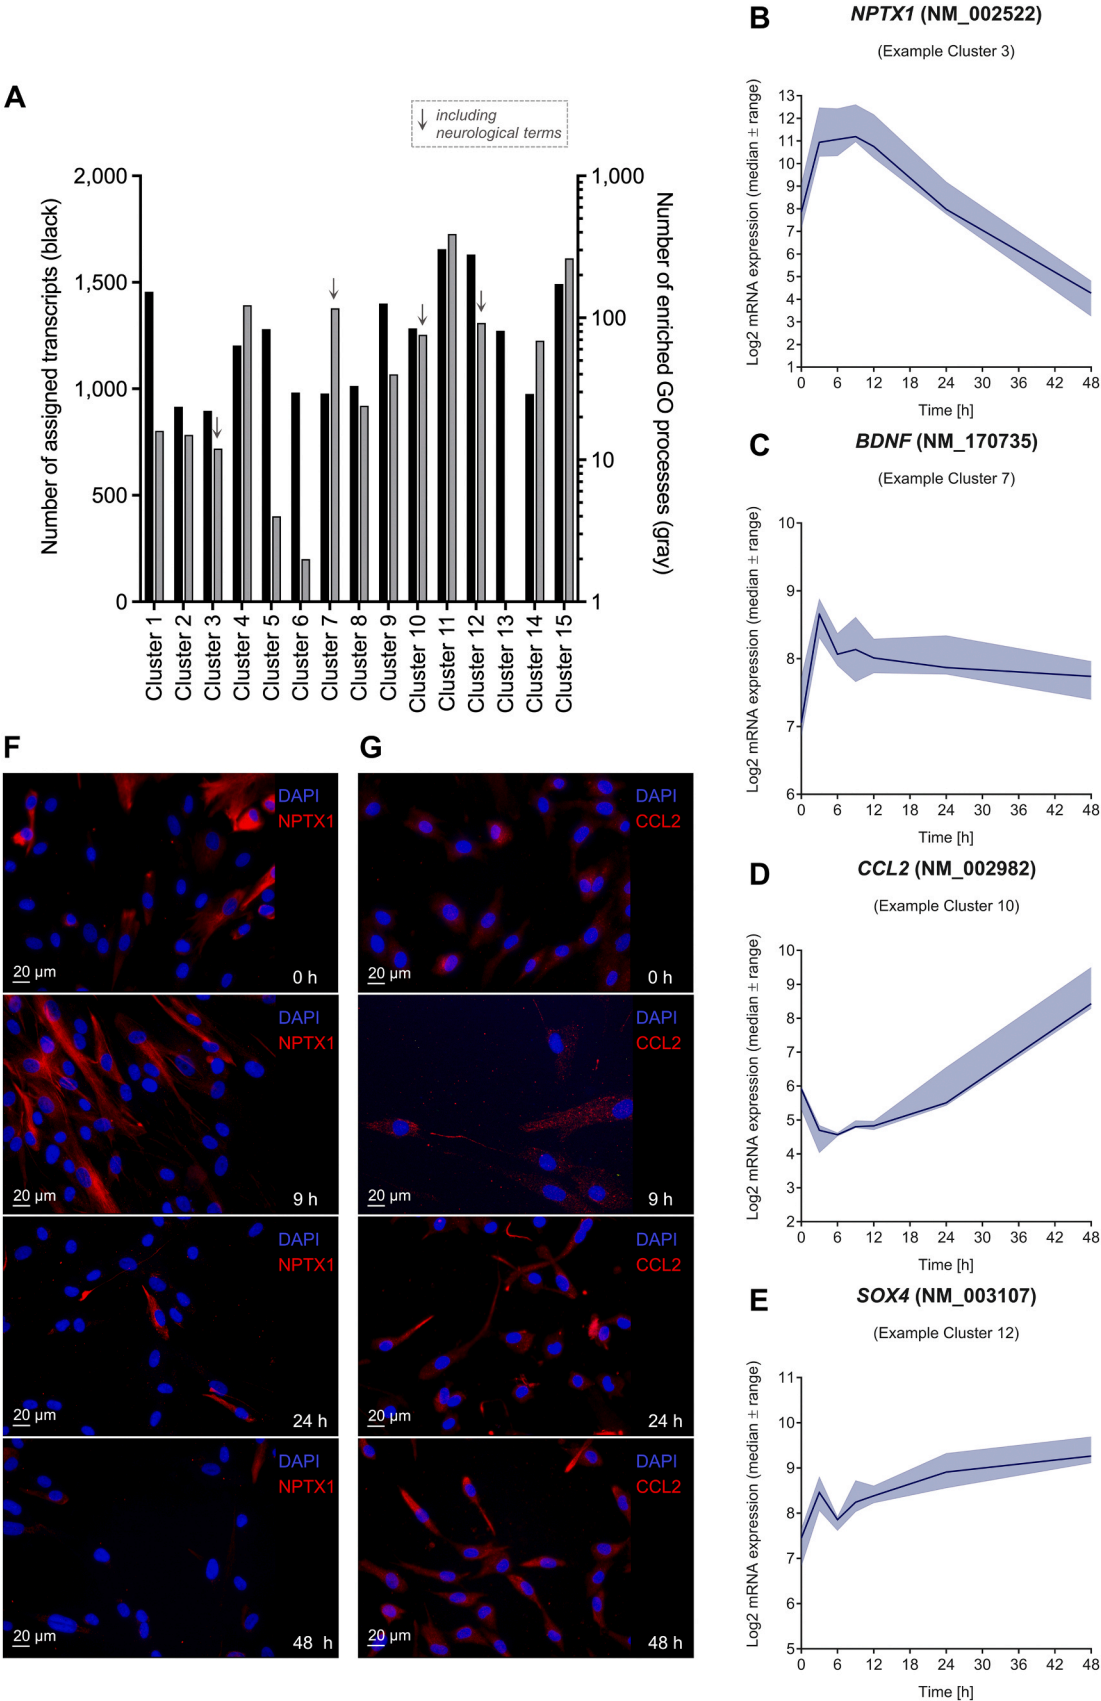 A
including
neurological terms
Number of assigned transcripts (black)
2,000
1,500
1,000
500
0
Number of enriched GO processes (gray)
1,000
100
10
1
Cluster 1
Cluster 2
Cluster 3
Cluster 4
Cluster 5
Cluster 6
Cluster 7
Cluster 8
Cluster 9
Cluster 10
Cluster 11
Cluster 12
Cluster 13
Cluster 14
Cluster 15
B
NPTX1 (NM_002522)
(Example Cluster 3)
Log2 mRNA expression (median ± range)
13
12
11
10
9
8
7
6
5
4
3
2
1
0 6 12 18 24 30 36 42 48
Time [h]
C
BDNF (NM_170735)
(Example Cluster 7)
Log2 mRNA expression (median ± range)
10
9
8
7
6
0 6 12 18 24 30 36 42 48
Time [h]
D
CCL2 (NM_002982)
(Example Cluster 10)
Log2 mRNA expression (median ± range)
10
9
8
7
6
5
4
3
2
0 6 12 18 24 30 36 42 48
Time [h]
E
SOX4 (NM_003107)
(Example Cluster 12)
Log2 mRNA expression (median ± range)
11
10
9
8
7
6
5
0 6 12 18 24 30 36 42 48
Time [h]
F
DAPI
NPTX1
20 µm
0 h
DAPI
NPTX1
20 µm
9 h
DAPI
NPTX1
20 µm
24 h
DAPI
NPTX1
20 µm
48 h
G
DAPI
CCL2
20 µm
0 h
DAPI
CCL2
20 µm
9 h
DAPI
CCL2
20 µm
24 h
DAPI
CCL2
20 µm
48 h